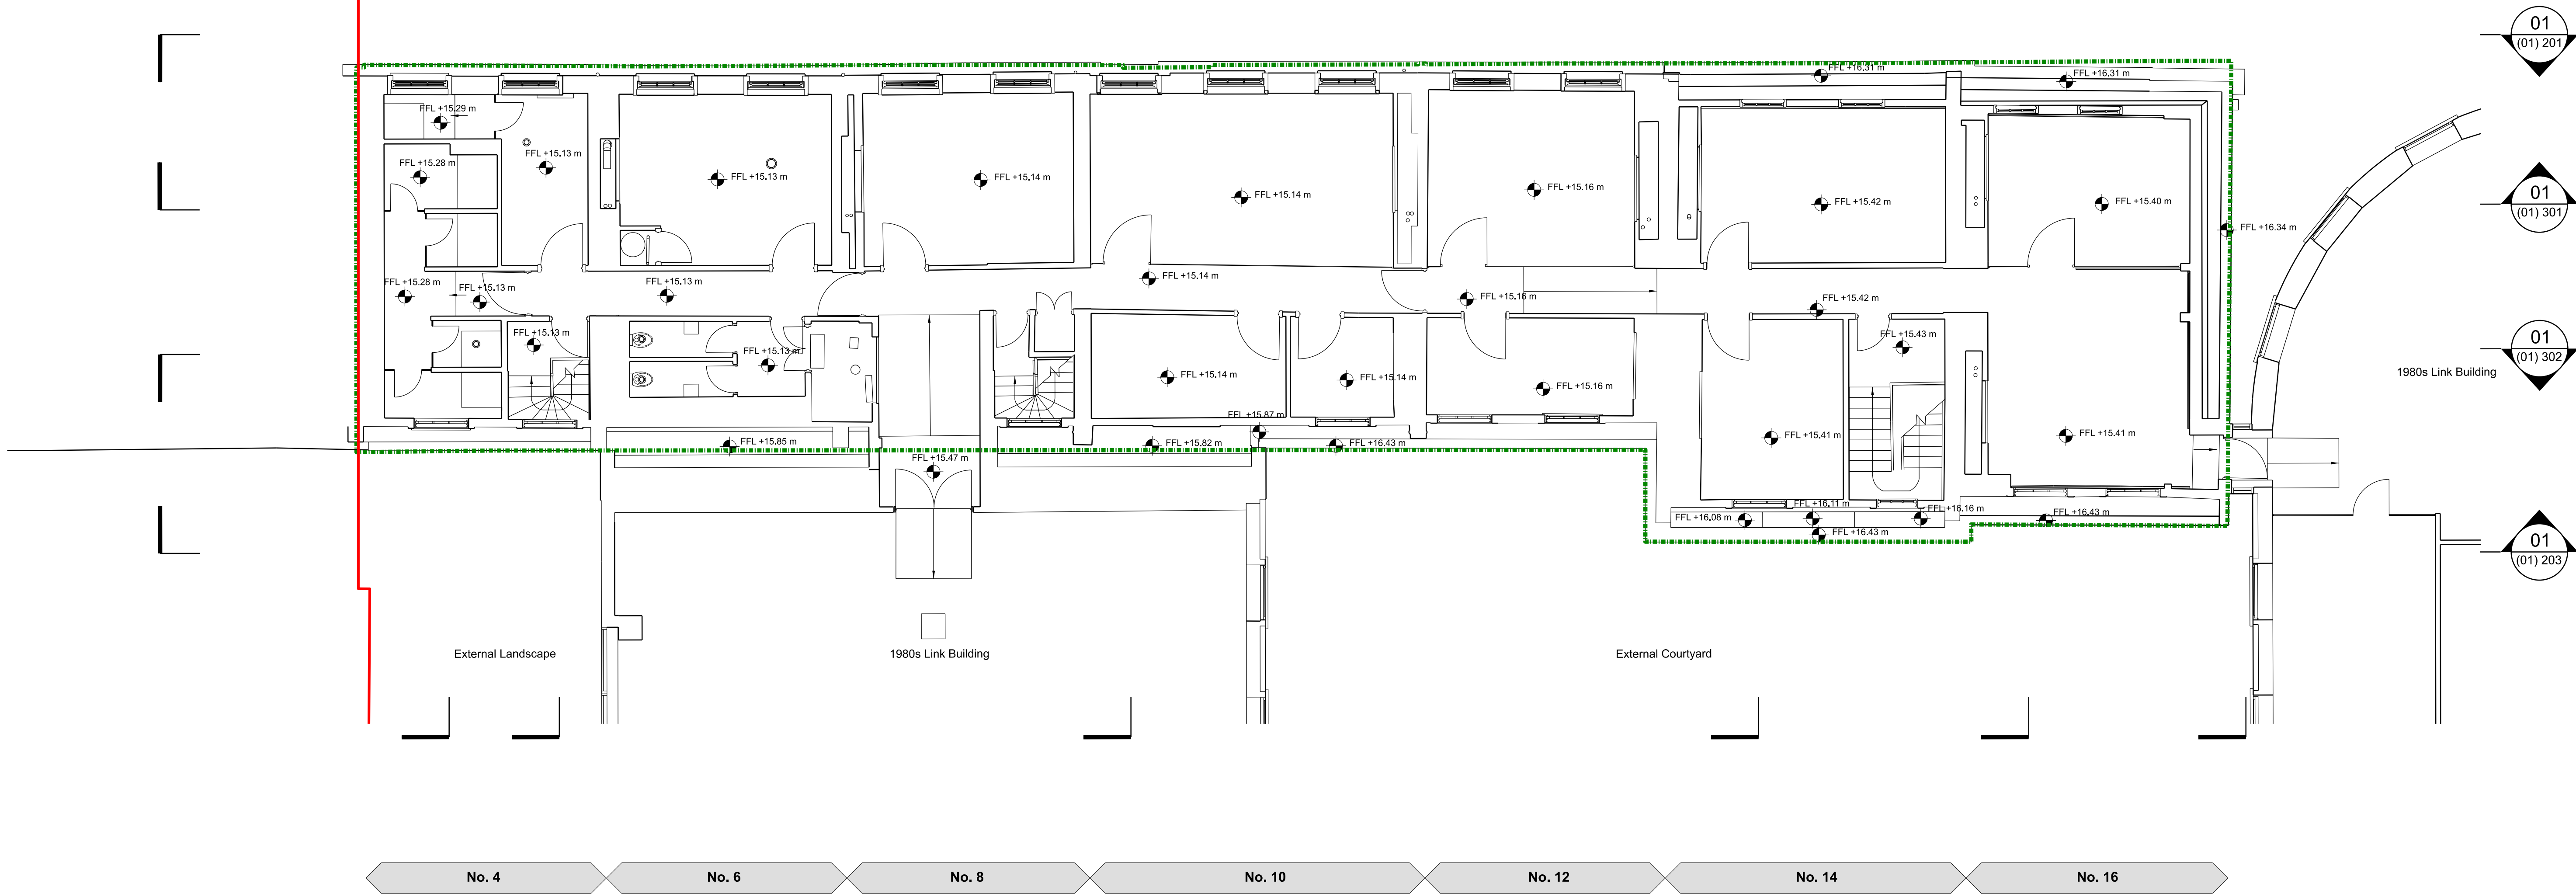 01
(01) 201
FFL +16.31 m
FFL +16.31 m
FFL +15.29 m
FFL +15.13 m
FFL +15.28 m
FFL +15.13 m
FFL +15.14 m
FFL +15.14 m
FFL +15.16 m
FFL +15.42 m
FFL +15.40 m
01
(01) 301
FFL +16.34 m
FFL +15.28 m
FFL +15.13 m
FFL +15.13 m
FFL +15.14 m
FFL +15.16 m
FFL +15.42 m
FFL +15.13 m
FFL +15.13 m
FFL +15.43 m
01
(01) 302
1980s Link Building
FFL +15.14 m
FFL +15.14 m
FFL +15.16 m
FFL +15.87 m
FFL +15.85 m
FFL +15.82 m
FFL +16.43 m
FFL +15.41 m
FFL +15.41 m
FFL +15.47 m
FFL +16.08 m
FFL +16.11 m
FFL +16.16 m
FFL +16.43 m
FFL +16.43 m
01
(01) 203
External Landscape
1980s Link Building
External Courtyard
No. 4
No. 6
No. 8
No. 10
No. 12
No. 14
No. 16